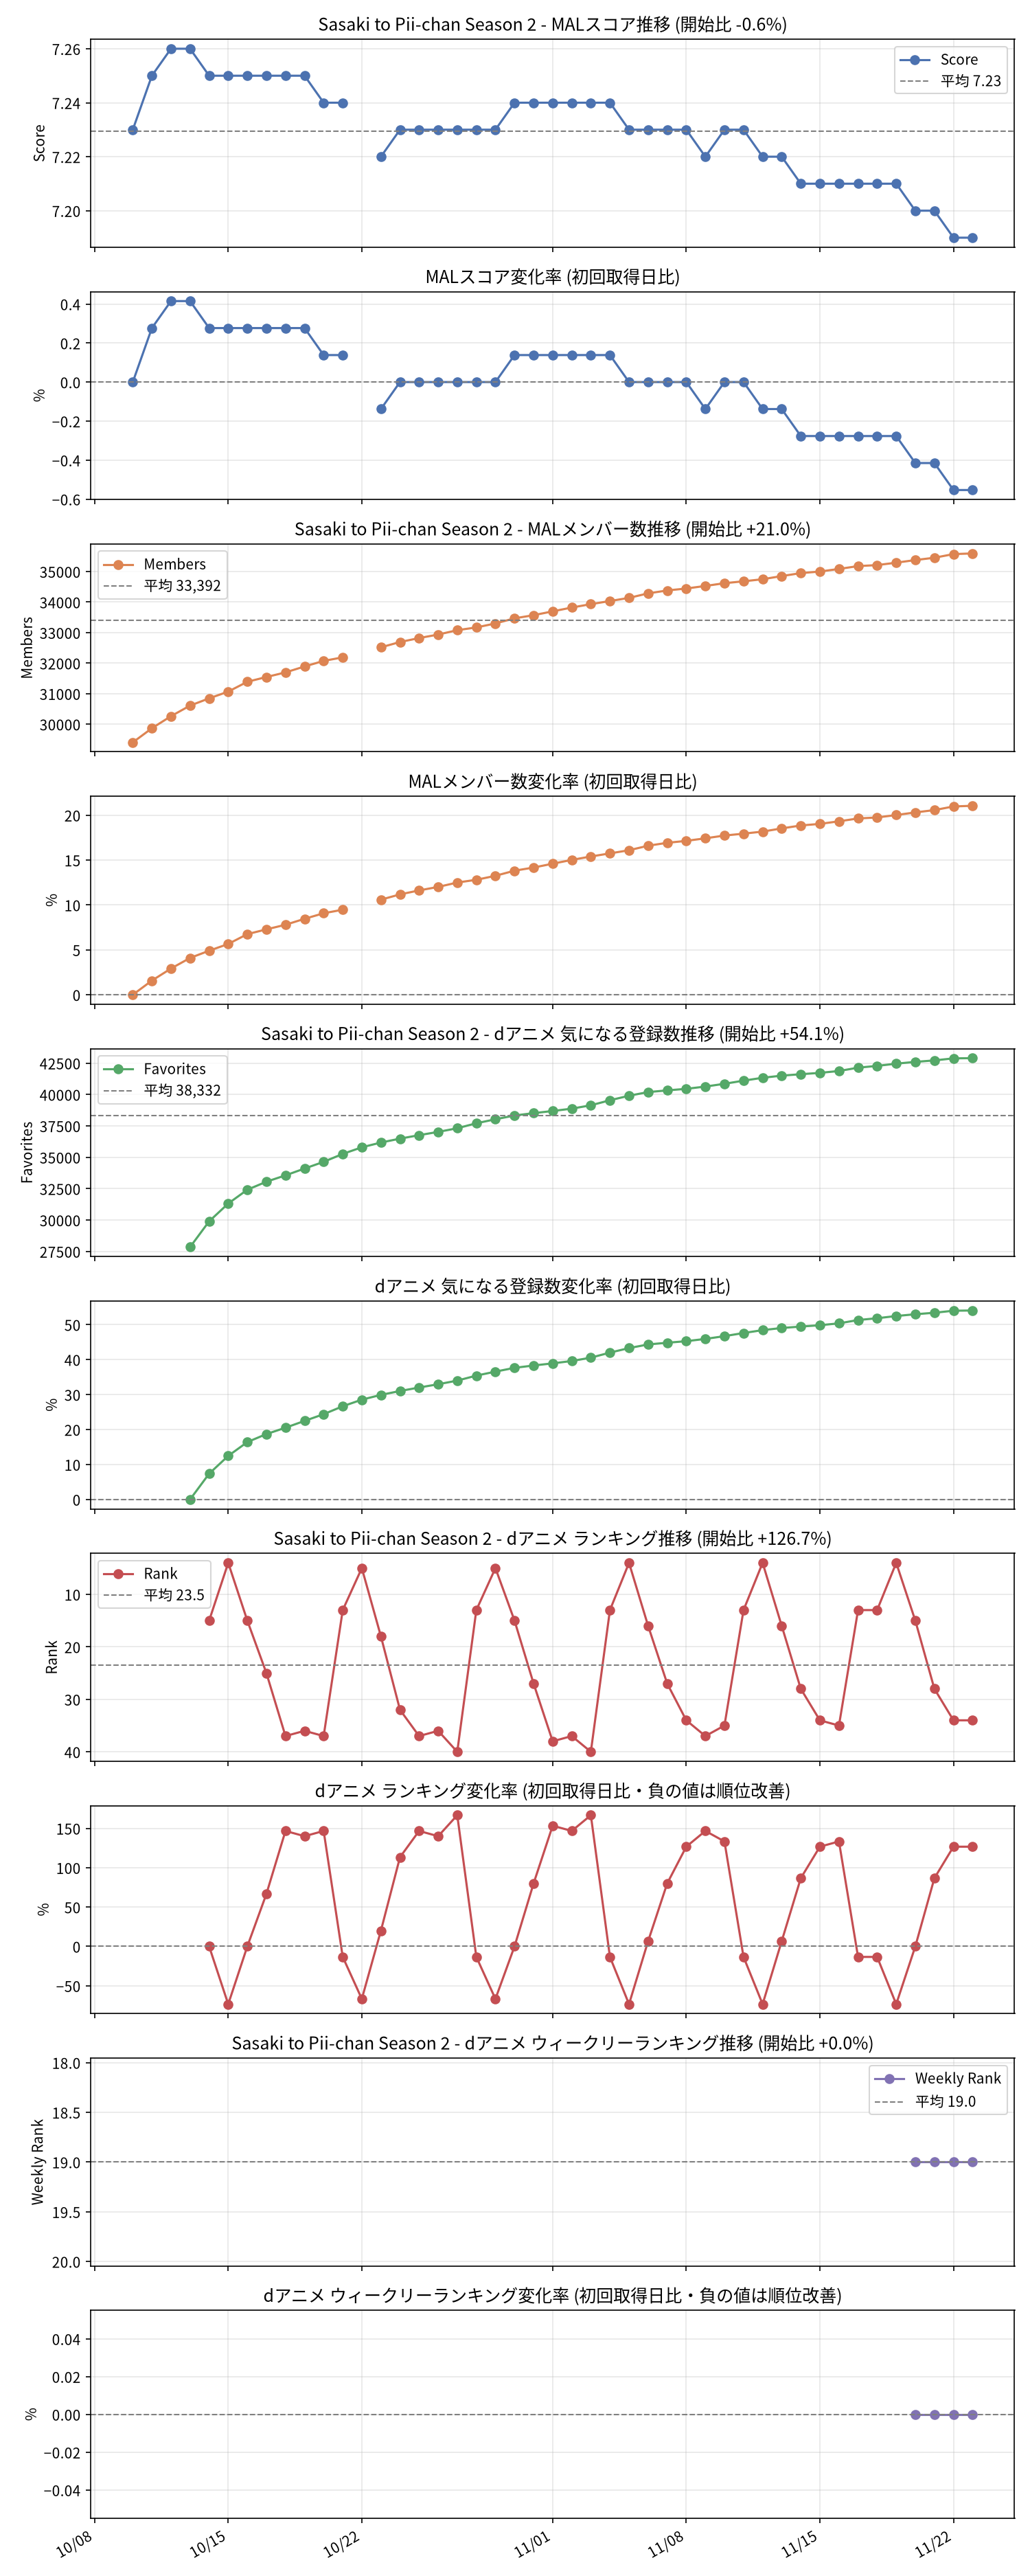 Sasaki to Pii-chan Season 2 - MALスコア推移 (開始比 -0.6%)
7.26
7.24
7.22
7.20
Score
Score
平均 7.23
MALスコア変化率 (初回取得日比)
0.4
0.2
0.0
−0.2
−0.4
−0.6
%
Sasaki to Pii-chan Season 2 - MALメンバー数推移 (開始比 +21.0%)
35000
34000
33000
32000
31000
30000
Members
Members
平均 33,392
MALメンバー数変化率 (初回取得日比)
20
15
10
5
0
%
Sasaki to Pii-chan Season 2 - dアニメ 気になる登録数推移 (開始比 +54.1%)
42500
40000
37500
35000
32500
30000
27500
Favorites
Favorites
平均 38,332
dアニメ 気になる登録数変化率 (初回取得日比)
50
40
30
20
10
0
%
Sasaki to Pii-chan Season 2 - dアニメ ランキング推移 (開始比 +126.7%)
10
20
30
40
Rank
Rank
平均 23.5
dアニメ ランキング変化率 (初回取得日比・負の値は順位改善)
150
100
50
0
−50
%
Sasaki to Pii-chan Season 2 - dアニメ ウィークリーランキング推移 (開始比 +0.0%)
18.0
18.5
19.0
19.5
20.0
Weekly Rank
Weekly Rank
平均 19.0
dアニメ ウィークリーランキング変化率 (初回取得日比・負の値は順位改善)
0.04
0.02
0.00
−0.02
−0.04
%
10/08
10/15
10/22
11/01
11/08
11/15
11/22